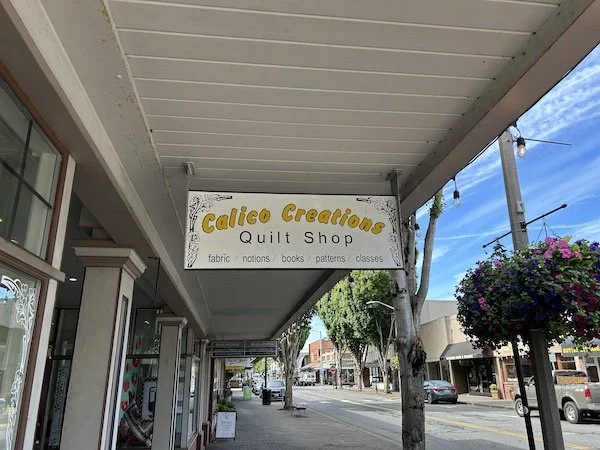 Calico Creations
Quilt Shop
fabric / notions / books / patterns / classes